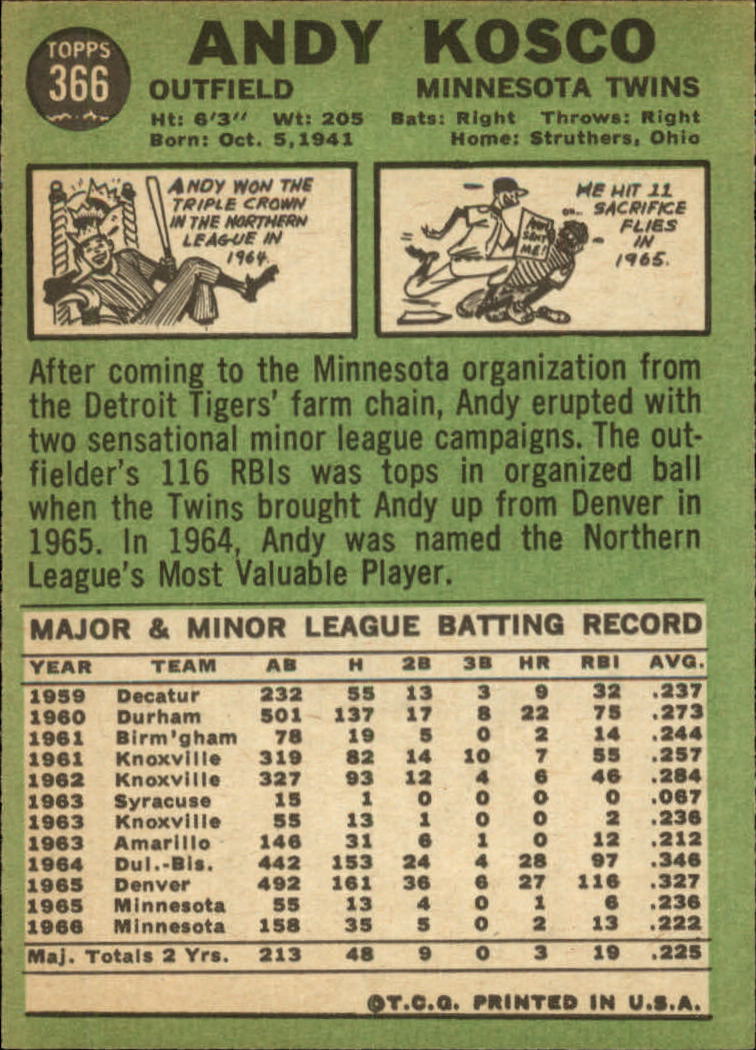 TOPPS
366
ANDY KOSCO
OUTFIELD MINNESOTA TWINS
Ht: 6'3" Wt: 205 Bats: Right Throws: Right
Born: Oct. 5, 1941 Home: Struthers, Ohio
ANDY WON THE
TRIPLE CROWN
IN THE NORTHERN
LEAGUE IN
1964.
HE HIT 11
SACRIFICE
FLIES
IN
1965.
ANDY
SENT
ME!
After coming to the Minnesota organization from
the Detroit Tigers' farm chain, Andy erupted with
two sensational minor league campaigns. The out-
fielder's 116 RBIs was tops in organized ball
when the Twins brought Andy up from Denver in
1965. In 1964, Andy was named the Northern
League's Most Valuable Player.
MAJOR & MINOR LEAGUE BATTING RECORD
YEAR TEAM AB H 2B 3B HR RBI AVG.
1959 Decatur 232 55 13 3 9 32 .237
1960 Durham 501 137 17 8 22 75 .273
1961 Birm'gham 78 19 5 0 2 14 .244
1961 Knoxville 319 82 14 10 7 55 .257
1962 Knoxville 327 93 12 4 6 46 .284
1963 Syracuse 15 1 0 0 0 0 .067
1963 Knoxville 55 13 1 0 0 2 .236
1963 Amarillo 146 31 6 1 0 12 .212
1964 Dul.-Bis. 442 153 24 4 28 97 .346
1965 Denver 492 161 36 6 27 116 .327
1965 Minnesota 55 13 4 0 1 6 .236
1966 Minnesota 158 35 5 0 2 13 .222
Maj. Totals 2 Yrs. 213 48 9 0 3 19 .225
©T.C.G. PRINTED IN U.S.A.